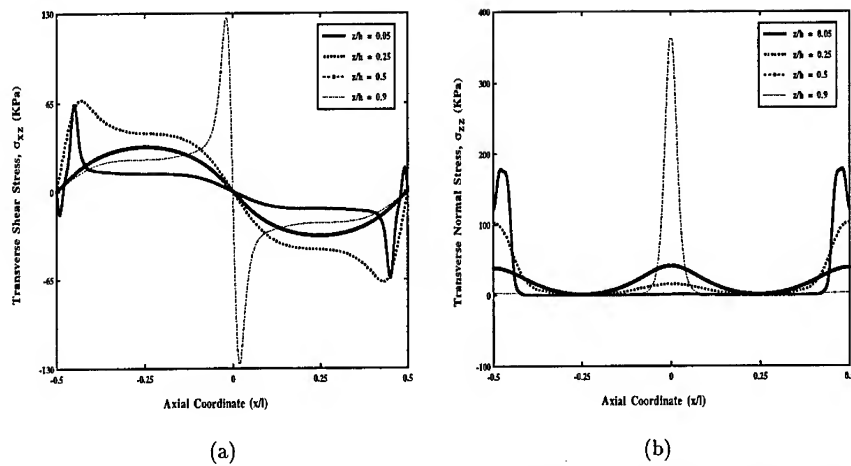 130
65
0
-65
-130
Transverse Shear Stress, σxz (KPa)
z/h = 0.05
z/h = 0.25
z/h = 0.5
z/h = 0.9
-0.5
-0.25
0
0.25
0.5
Axial Coordinate (x/l)
(a)
400
300
200
100
0
-100
Transverse Normal Stress, σzz (KPa)
z/h = 0.05
z/h = 0.25
z/h = 0.5
z/h = 0.9
-0.5
-0.25
0
0.25
0.5
Axial Coordinate (x/l)
(b)